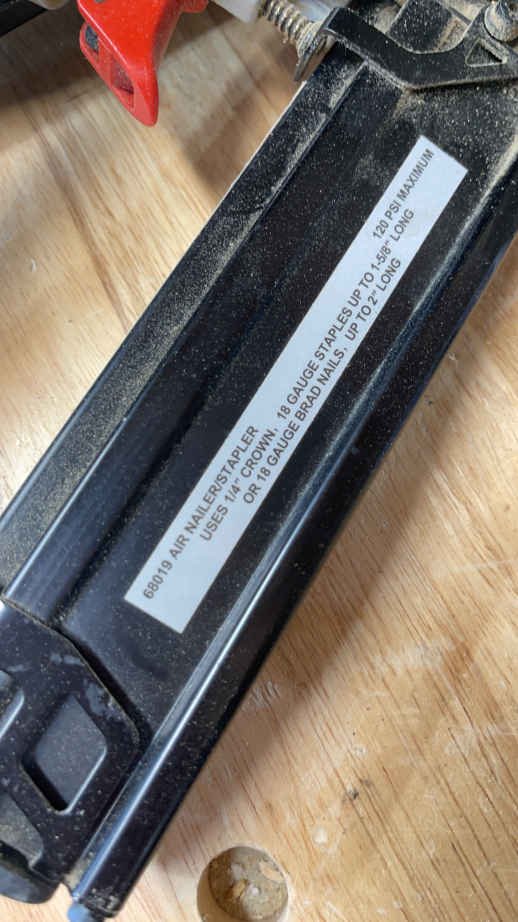 68019 AIR NAILER/STAPLER 120 PSI MAXIMUM
USES 1/4" CROWN, 18 GAUGE STAPLES UP TO 1-5/8" LONG
OR 18 GAUGE BRAD NAILS, UP TO 2" LONG